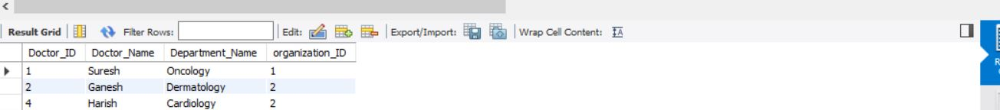 Result Grid Filter Rows: Edit: Export/Import: Wrap Cell Content: IA
Doctor_ID Doctor_Name Department_Name organization_ID
1 Suresh Oncology 1
2 Ganesh Dermatology 2
4 Harish Cardiology 2